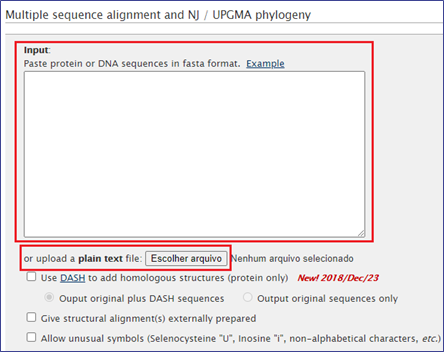 Multiple sequence alignment and NJ / UPGMA phylogeny
Input:
Paste protein or DNA sequences in fasta format. Example
or upload a plain text file: Escolher arquivo Nenhum arquivo selecionado
Use DASH to add homologous structures (protein only) New! 2018/Dec/23
Ouput original plus DASH sequences Output original sequences only
Give structural alignment(s) externally prepared
Allow unusual symbols (Selenocysteine "U", Inosine "i", non-alphabetical characters, etc.)